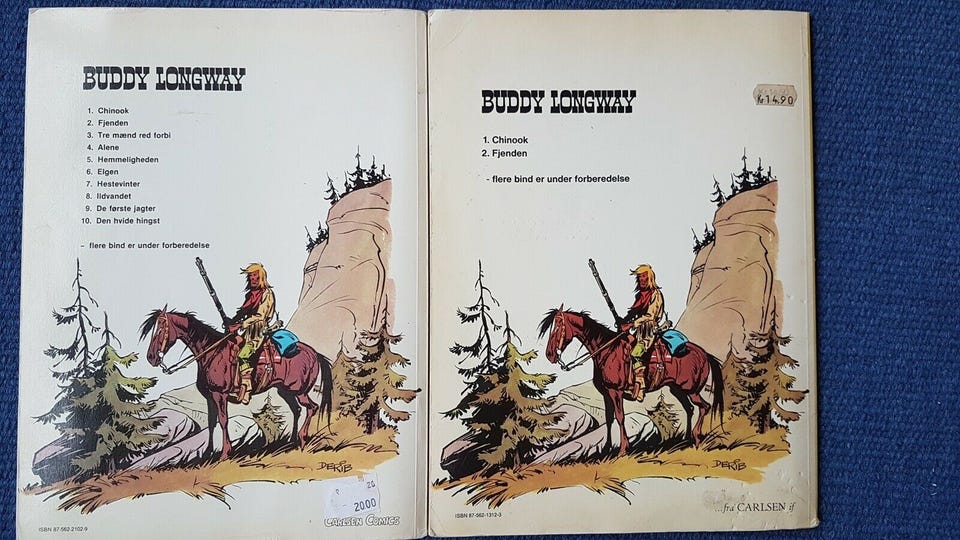 BUDDY LONGWAY
1. Chinook
2. Fjenden
3. Tre mænd red forbi
4. Alene
5. Hemmeligheden
6. Elgen
7. Hestevinter
8. Ildvandet
9. De første jagter
10. Den hvide hingst
- flere bind er under forberedelse
DERIB
26
2000
CARLSEN COMICS
ISBN 87-562-2102-9
BUDDY LONGWAY
Kr 14.90
1. Chinook
2. Fjenden
- flere bind er under forberedelse
DERIB
ISBN 87-562-1312-3
...fra CARLSEN if